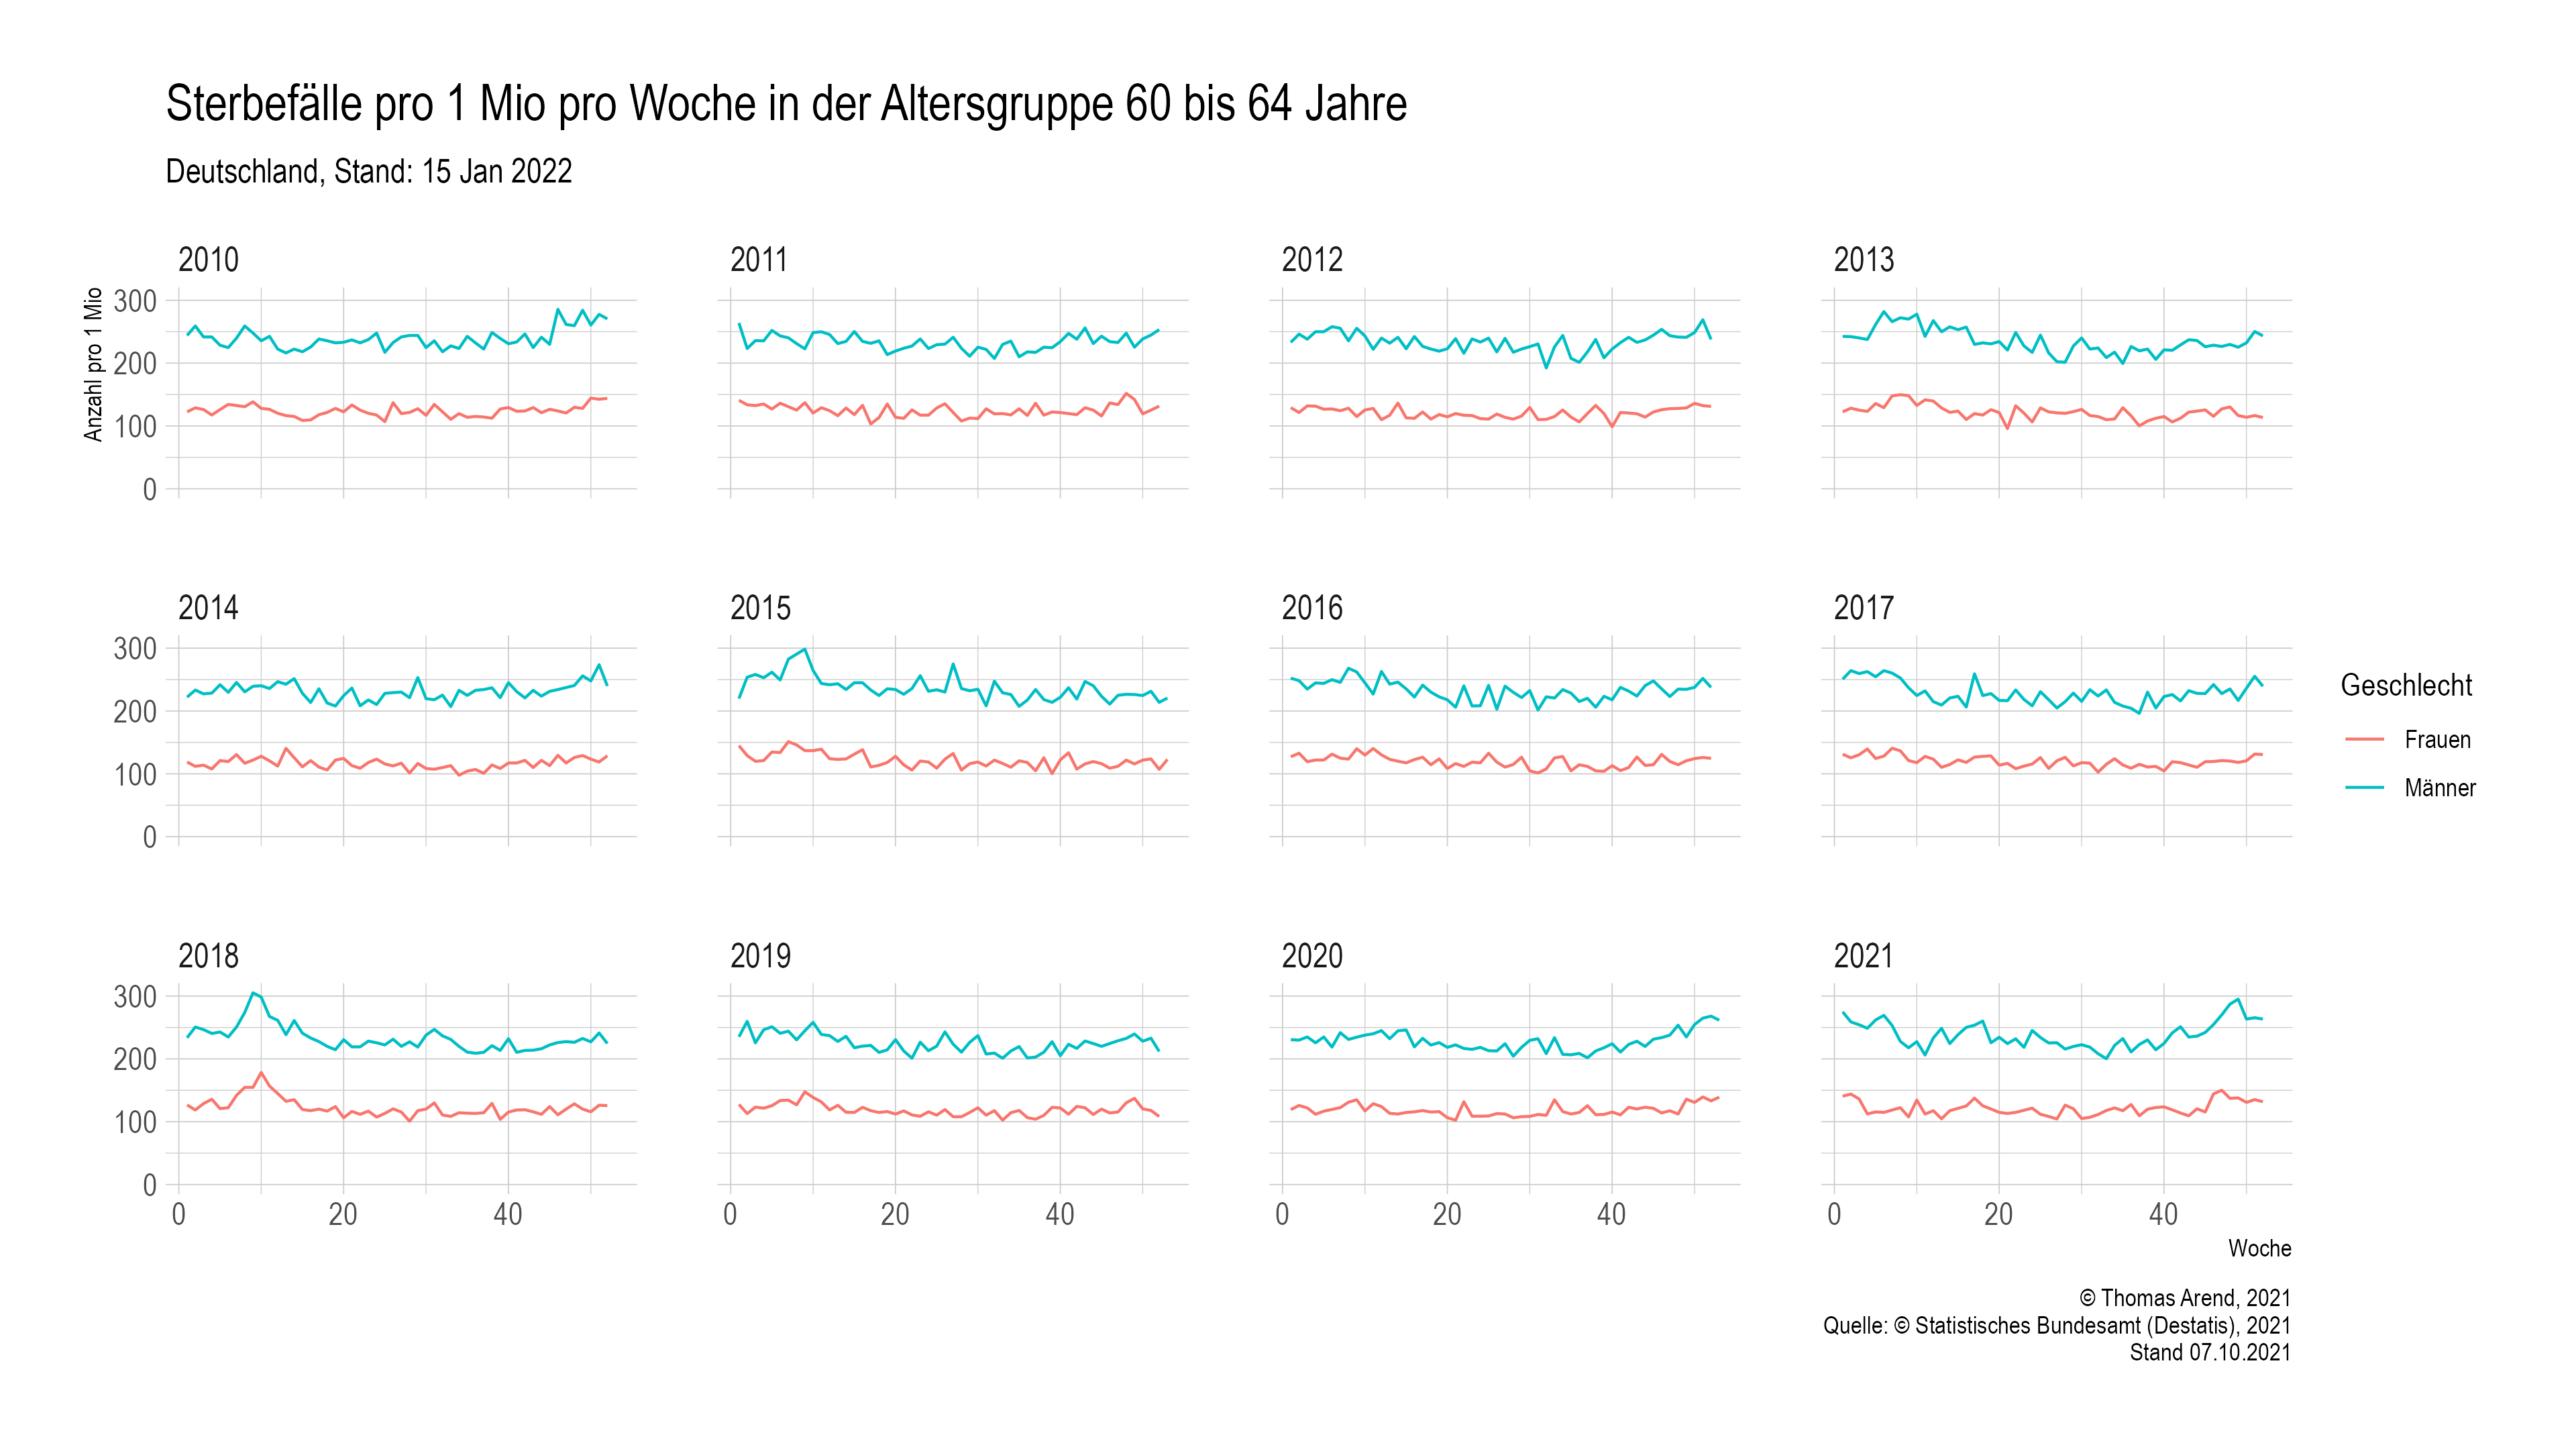 Sterbefälle pro 1 Mio pro Woche in der Altersgruppe 60 bis 64 Jahre
Deutschland, Stand: 15 Jan 2022
2010
2011
2012
2013
Anzahl pro 1 Mio
300
200
100
0
2014
2015
2016
2017
300
200
100
0
Geschlecht
Frauen
Männer
2018
2019
2020
2021
300
200
100
0
0 20 40
0 20 40
0 20 40
0 20 40
Woche
© Thomas Arend, 2021
Quelle: © Statistisches Bundesamt (Destatis), 2021
Stand 07.10.2021